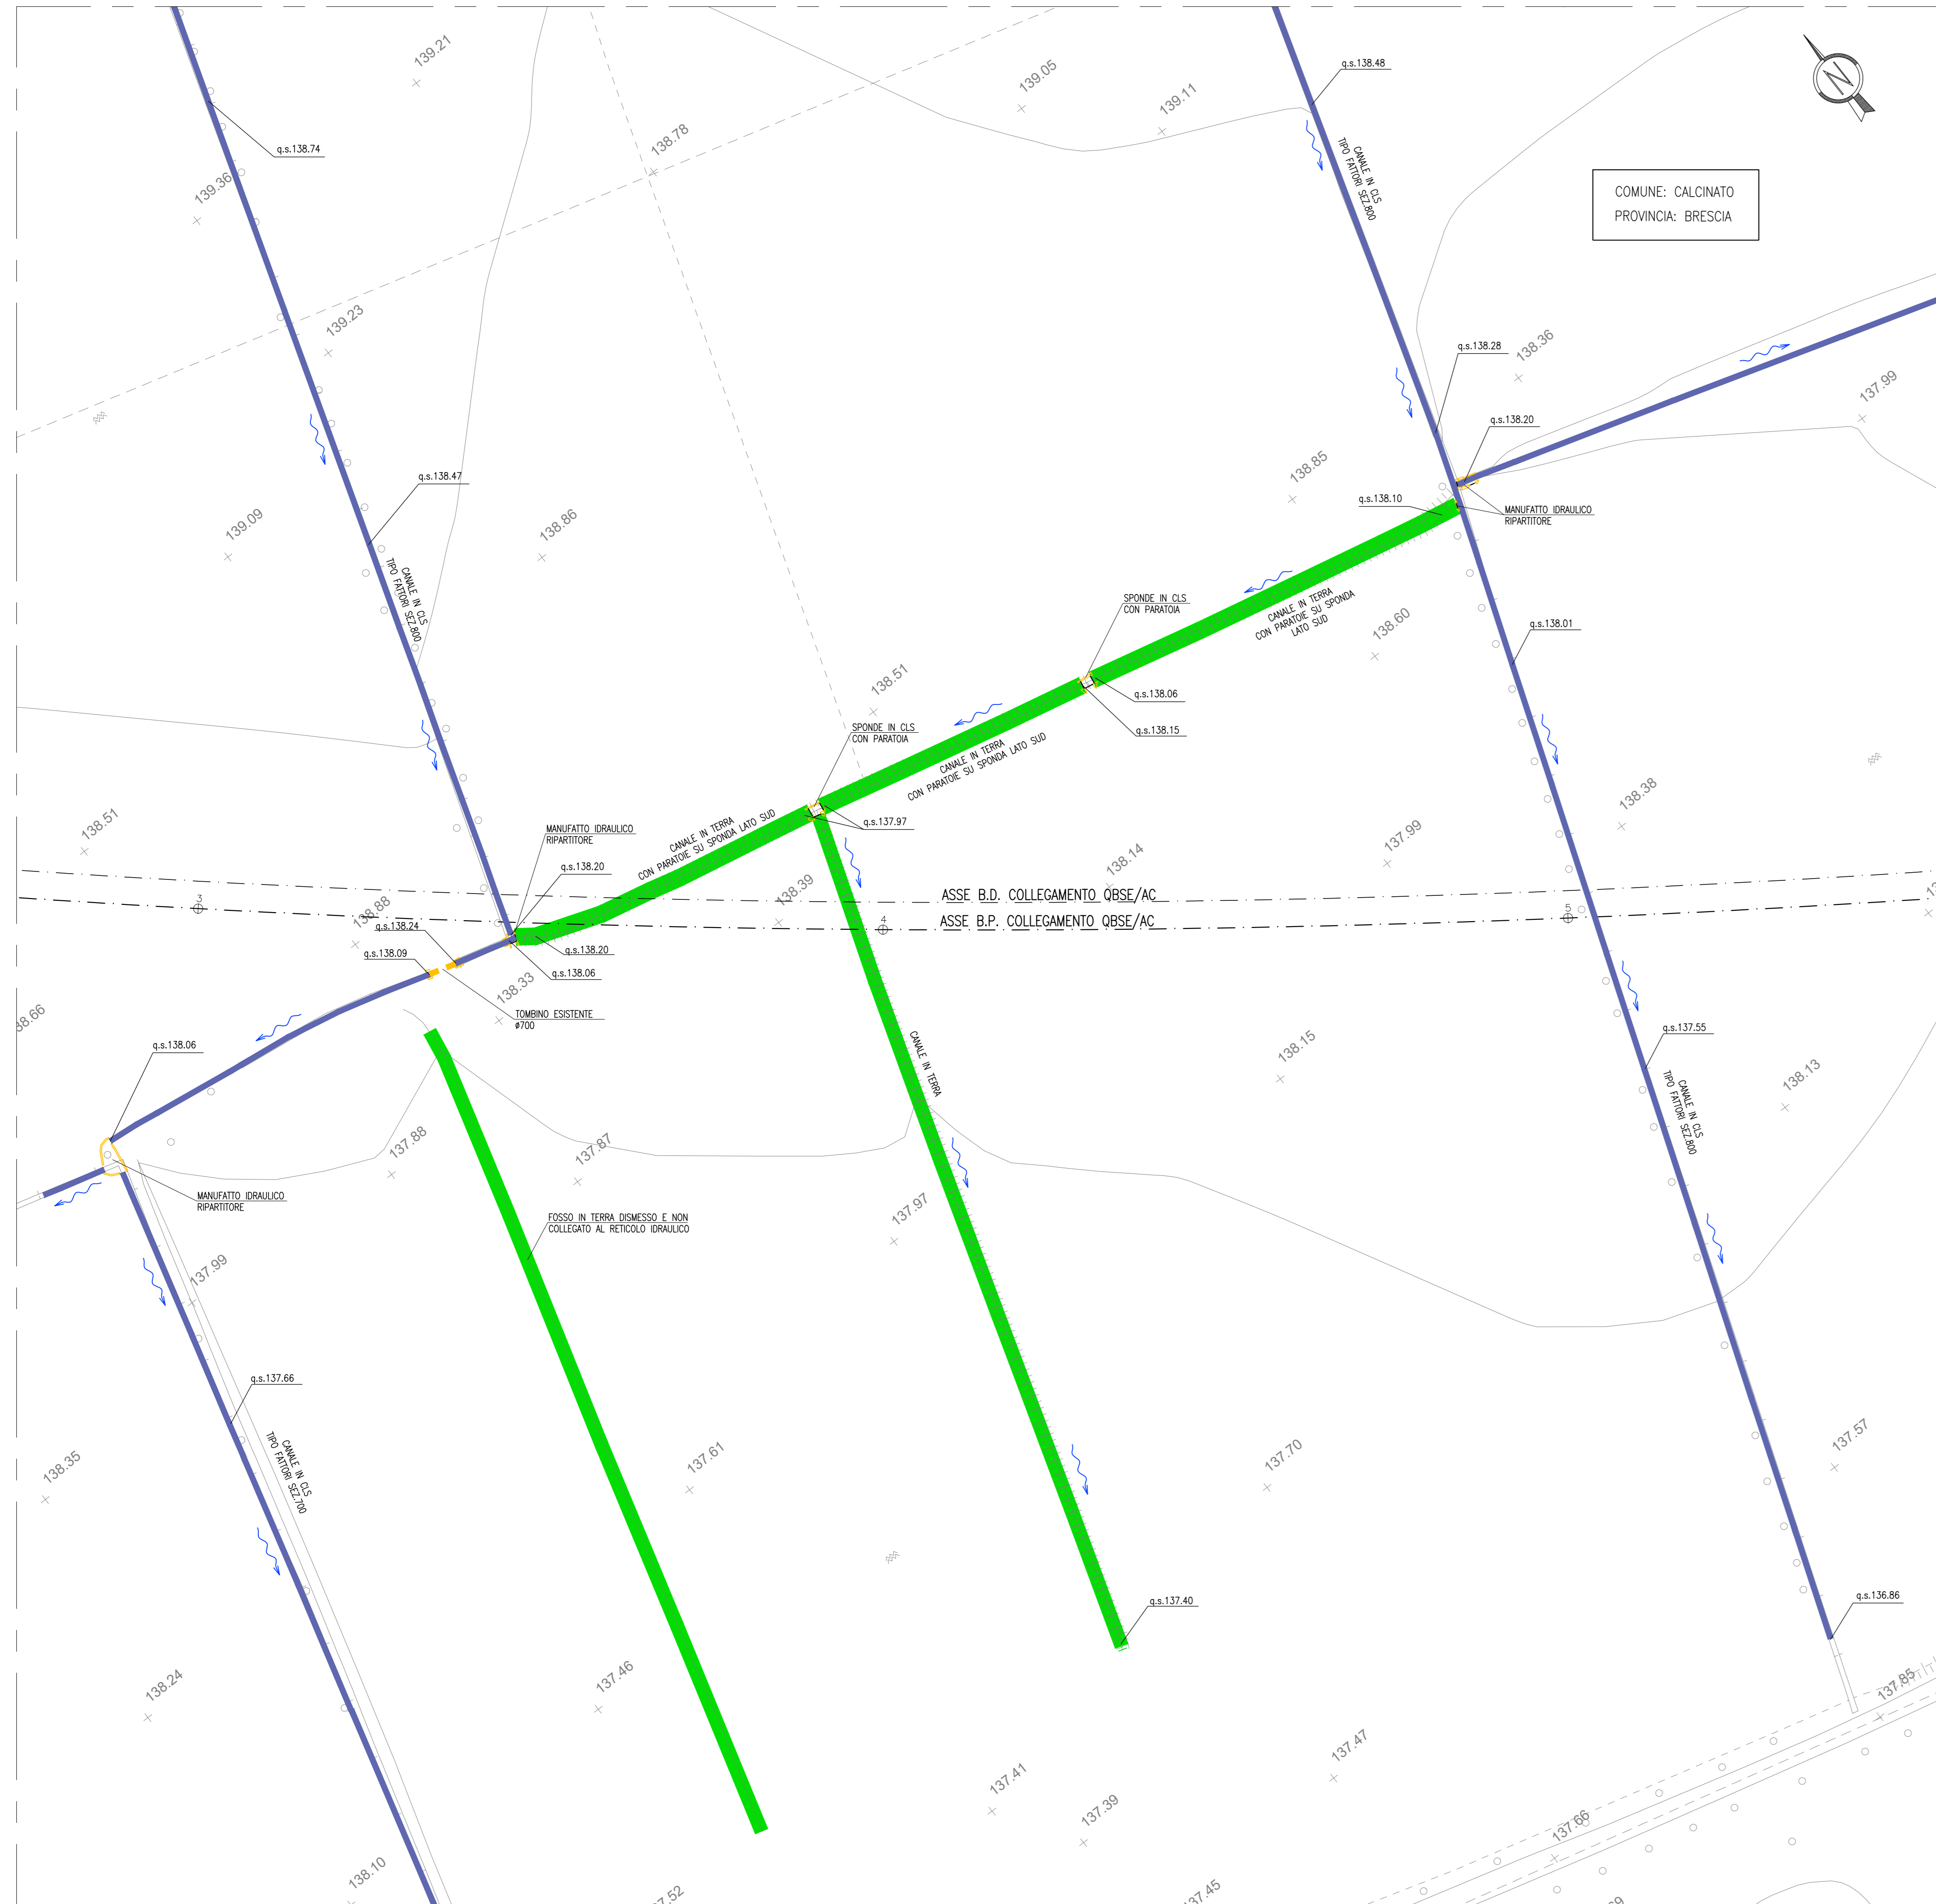 139.21
q.s.138.74
139.36
138.78
139.05
139.11
q.s.138.48
CANALE IN CLS
TIPO FATTORI SEZ.800
N
COMUNE: CALCINATO
PROVINCIA: BRESCIA
139.23
q.s.138.28
138.36
q.s.138.20
137.99
q.s.138.47
139.09
138.86
138.85
q.s.138.10
MANUFATTO IDRAULICO
RIPARTITORE
CANALE IN CLS
TIPO FATTORI SEZ.800
SPONDE IN CLS
CON PARATOIA
CANALE IN TERRA
CON PARATOIE SU SPONDA
LATO SUD
138.60
q.s.138.01
138.51
q.s.138.06
q.s.138.15
SPONDE IN CLS
CON PARATOIA
CANALE IN TERRA
CON PARATOIE SU SPONDA LATO SUD
138.51
138.38
q.s.137.97
MANUFATTO IDRAULICO
RIPARTITORE
CANALE IN TERRA
CON PARATOIE SU SPONDA LATO SUD
137.99
138.14
q.s.138.20
138.39
ASSE B.D. COLLEGAMENTO QBSE/AC
3
138.88
4
ASSE B.P. COLLEGAMENTO QBSE/AC
5
q.s.138.24
q.s.138.09
q.s.138.20
q.s.138.06
138.33
TOMBINO ESISTENTE
ø700
38.66
q.s.138.06
138.15
q.s.137.55
CANALE IN TERRA
CANALE IN CLS
TIPO FATTORI SEZ.800
138.13
137.88
137.87
MANUFATTO IDRAULICO
RIPARTITORE
FOSSO IN TERRA DISMESSO E NON
COLLEGATO AL RETICOLO IDRAULICO
137.97
137.99
q.s.137.66
CANALE IN CLS
TIPO FATTORI SEZ.700
138.35
137.61
137.70
137.57
q.s.137.40
q.s.136.86
138.24
137.46
137.85
137.47
137.41
137.39
137.66
138.10
7.52
137.45